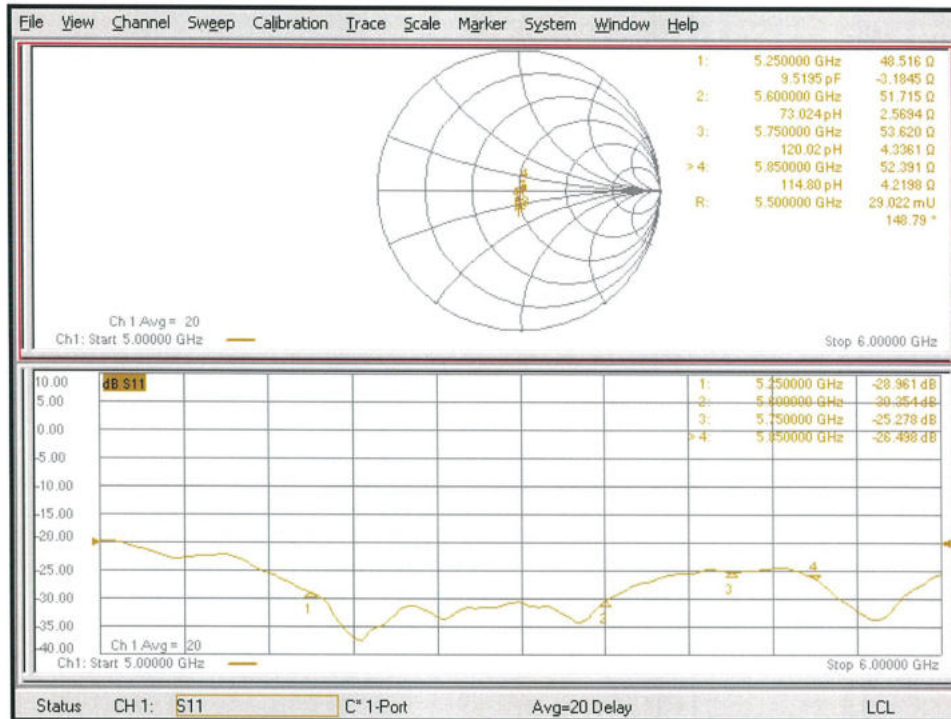 File View Channel Sweep Calibration Trace Scale Marker System Window Help
1: 5.250000 GHz 48.516 Ω
9.5195 pF -3.1845 Ω
2: 5.600000 GHz 51.715 Ω
73.024 pH 2.5694 Ω
3: 5.750000 GHz 53.620 Ω
120.02 pH 4.3361 Ω
> 4: 5.850000 GHz 52.391 Ω
114.80 pH 4.2198 Ω
R: 5.500000 GHz 29.022 mU
148.79 °
4
Ch 1 Avg = 20
Ch1: Start 5.00000 GHz
Stop 6.00000 GHz
10.00
dB S11
5.00
0.00
-5.00
-10.00
-15.00
-20.00
-25.00
-30.00
-35.00
-40.00
1: 5.250000 GHz -28.961 dB
2: 5.600000 GHz -30.354 dB
3: 5.750000 GHz -25.278 dB
> 4: 5.850000 GHz -26.498 dB
1
2
3
4
Ch 1 Avg = 20
Ch1: Start 5.00000 GHz
Stop 6.00000 GHz
Status CH 1: S11 C* 1-Port Avg=20 Delay LCL